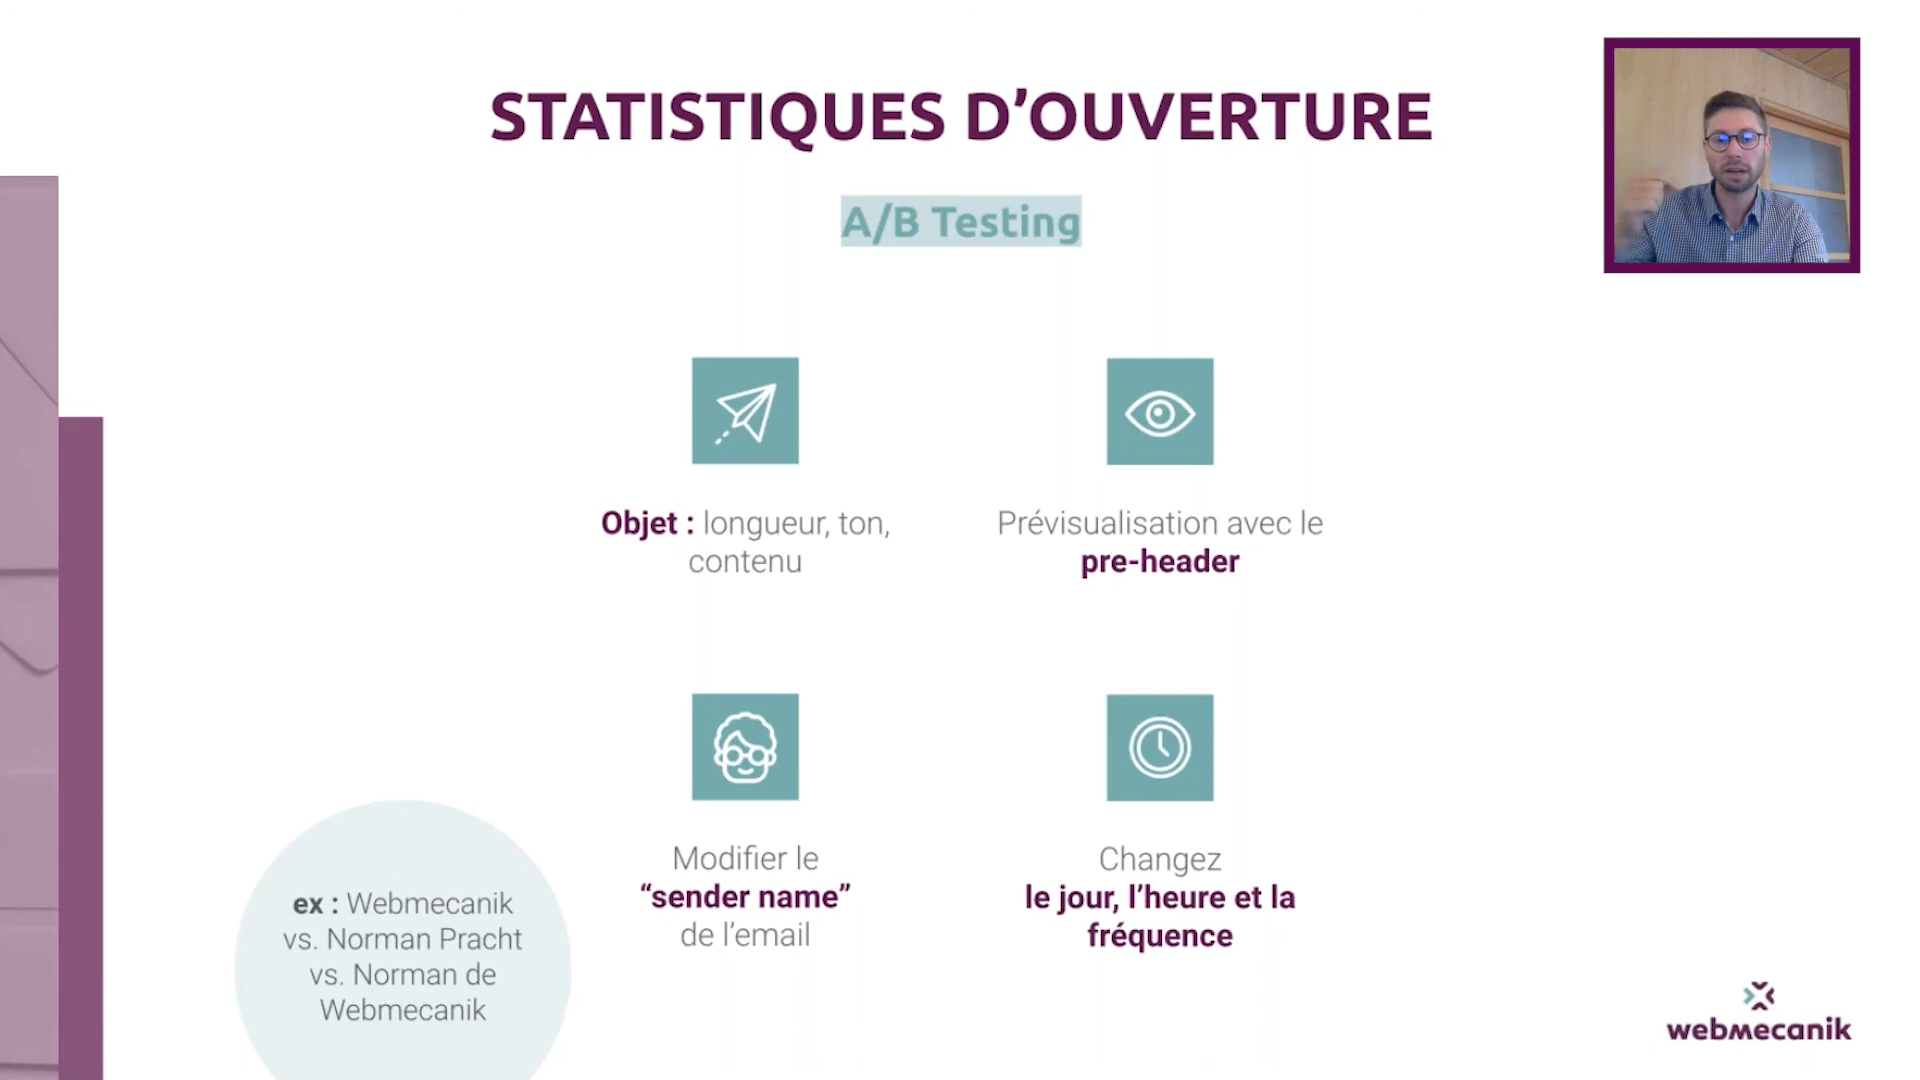 STATISTIQUES D’OUVERTURE
A/B Testing
Objet : longueur, ton,
contenu
Prévisualisation avec le
pre-header
Modifier le
“sender name”
de l’email
Changez
le jour, l’heure et la
fréquence
ex : Webmecanik
vs. Norman Pracht
vs. Norman de
Webmecanik
webmecanik